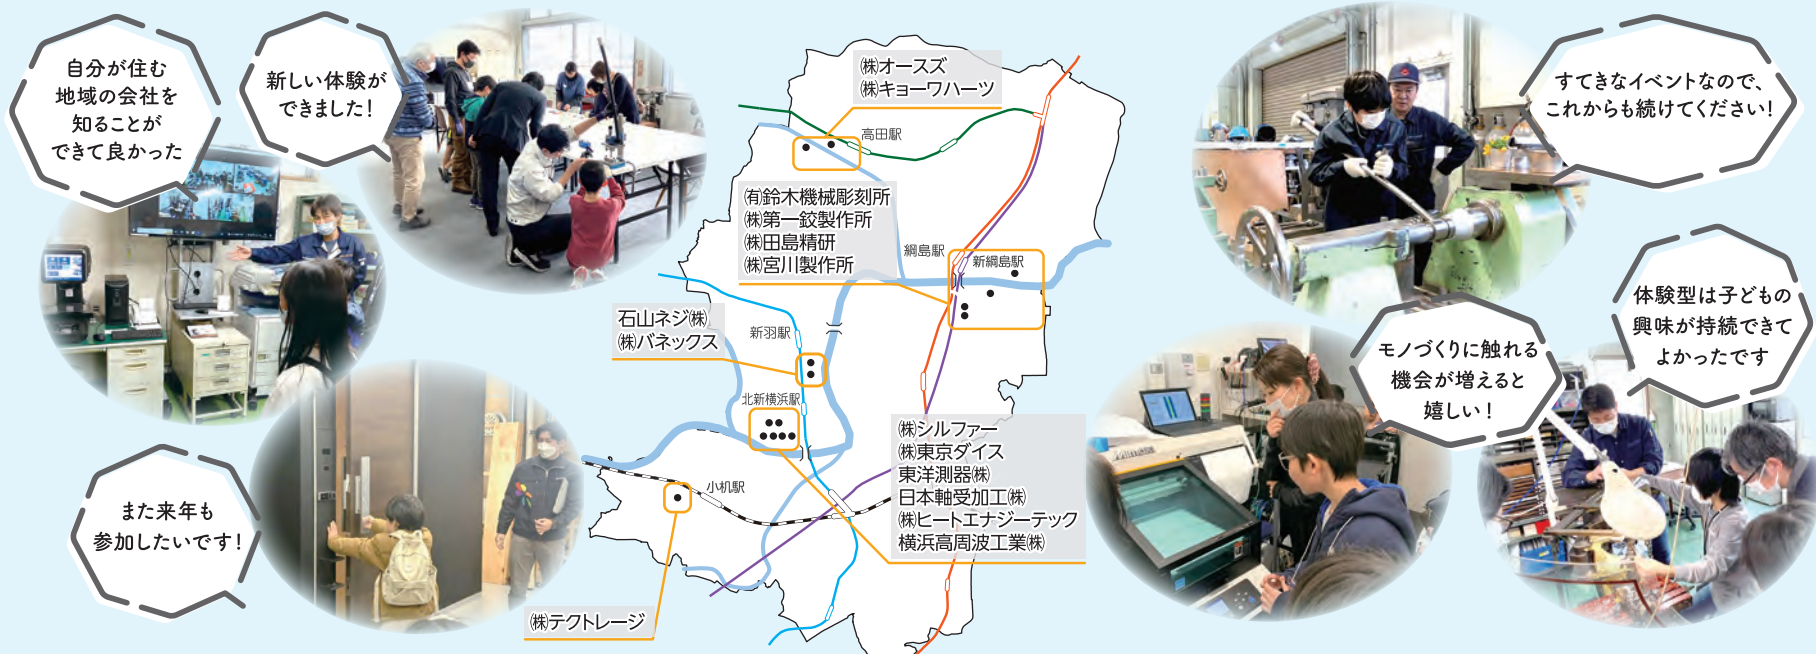 自分が住む
地域の会社を
知ることが
できて良かった
新しい体験が
できました!
また来年も
参加したいです!
㈱オースズ
㈱キョーワハーツ
高田駅
㈲鈴木機械彫刻所
㈱第一鉸製作所
㈱田島精研
㈱宮川製作所
綱島駅
新綱島駅
石山ネジ㈱
㈱バネックス
新羽駅
北新横浜駅
㈱シルファー
㈱東京ダイス
東洋測器㈱
日本軸受加工㈱
㈱ヒートエナジーテック
横浜高周波工業㈱
小机駅
㈱テクトレージ
すてきなイベントなので、
これからも続けてください!
モノづくりに触れる
機会が増えると
嬉しい!
体験型は子どもの
興味が持続できて
よかったです